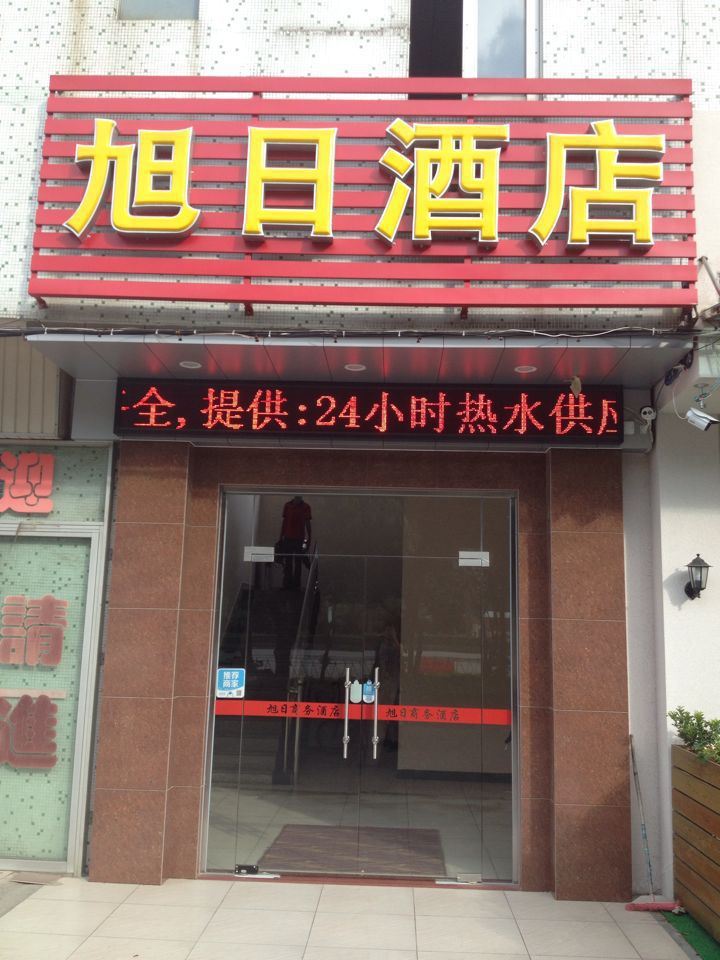 旭日酒店
全,提供:24小时热水供
迎
請
進
推荐
商家
旭日商务酒店
旭日商务酒店